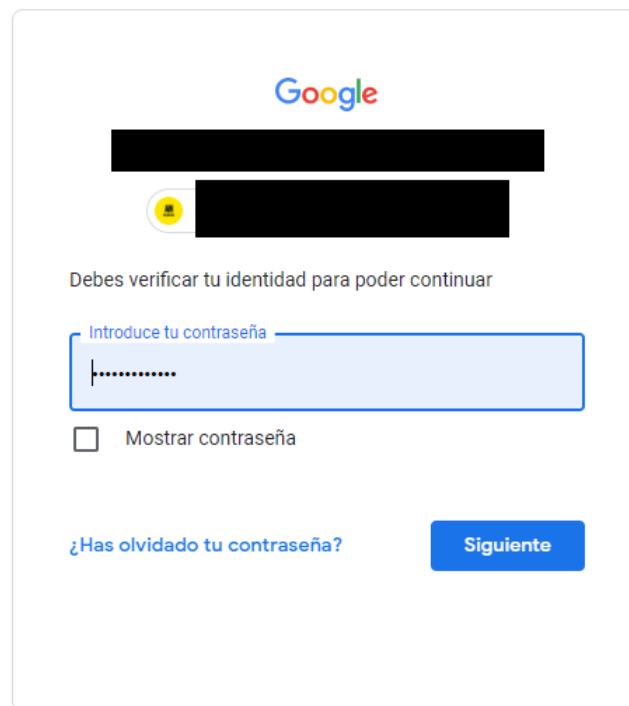 Google
Debes verificar tu identidad para poder continuar
Introduce tu contraseña
•••••••••••••
Mostrar contraseña
¿Has olvidado tu contraseña?
Siguiente